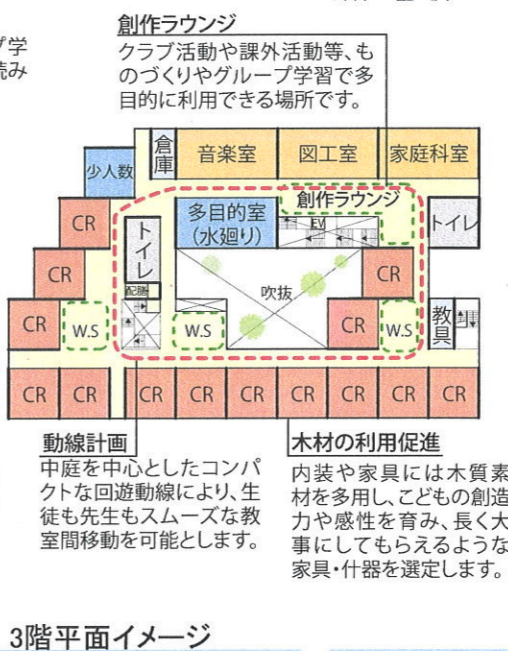 プ学
読み
創作ラウンジ
クラブ活動や課外活動等、も
のづくりやグループ学習で多
目的に利用できる場所です。
倉庫
音楽室
図工室
家庭科室
少人数
創作ラウンジ
CR
トイレ
多目的室
(水廻り)
EV
トイレ
CR
配膳
吹抜
CR
CR
W.S
W.S
CR
W.S
教具
CR
CR
CR
CR
CR
CR
CR
CR
CR
動線計画
中庭を中心としたコンパ
クトな回遊動線により、生
徒も先生もスムーズな教
室間移動を可能とします。
木材の利用促進
内装や家具には木質素
材を多用し、こどもの創造
力や感性を育み、長く大
事にしてもらえるような
家具・什器を選定します。
3階平面イメージ